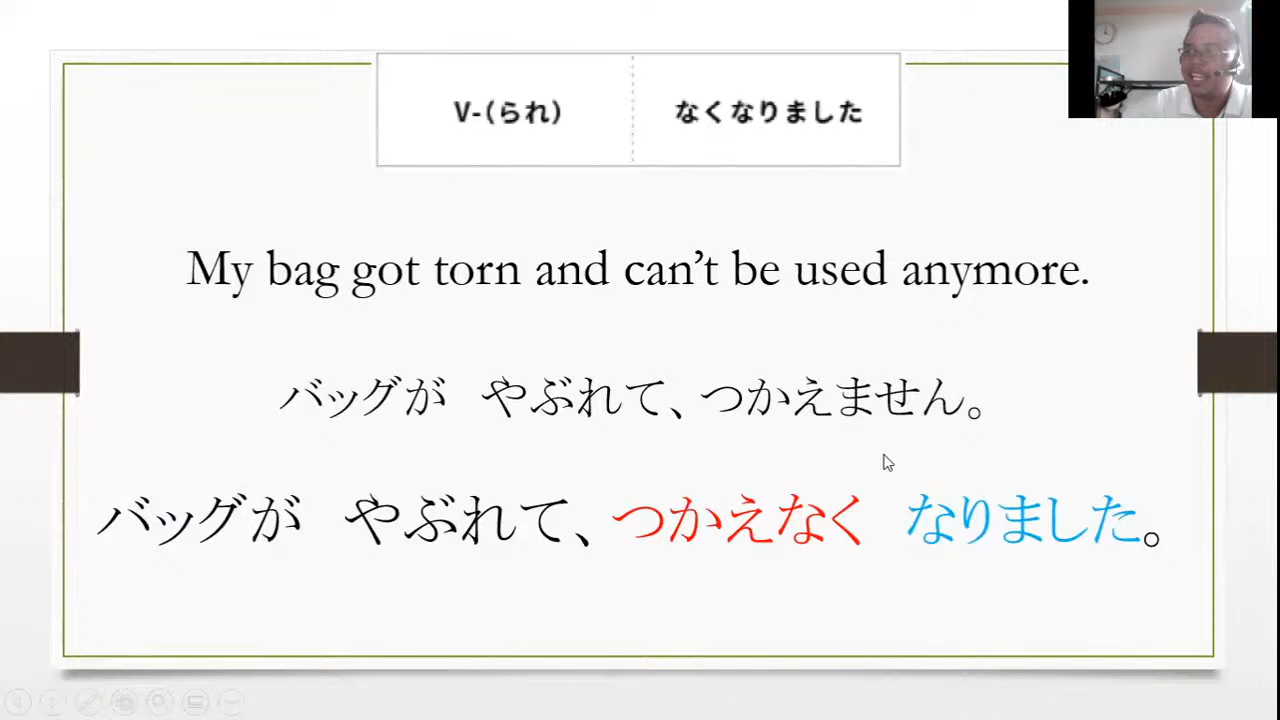 V-(られ) なくなりました
My bag got torn and can't be used anymore.
バッグが　やぶれて、つかえません。
バッグが　やぶれて、つかえなく　なりました。